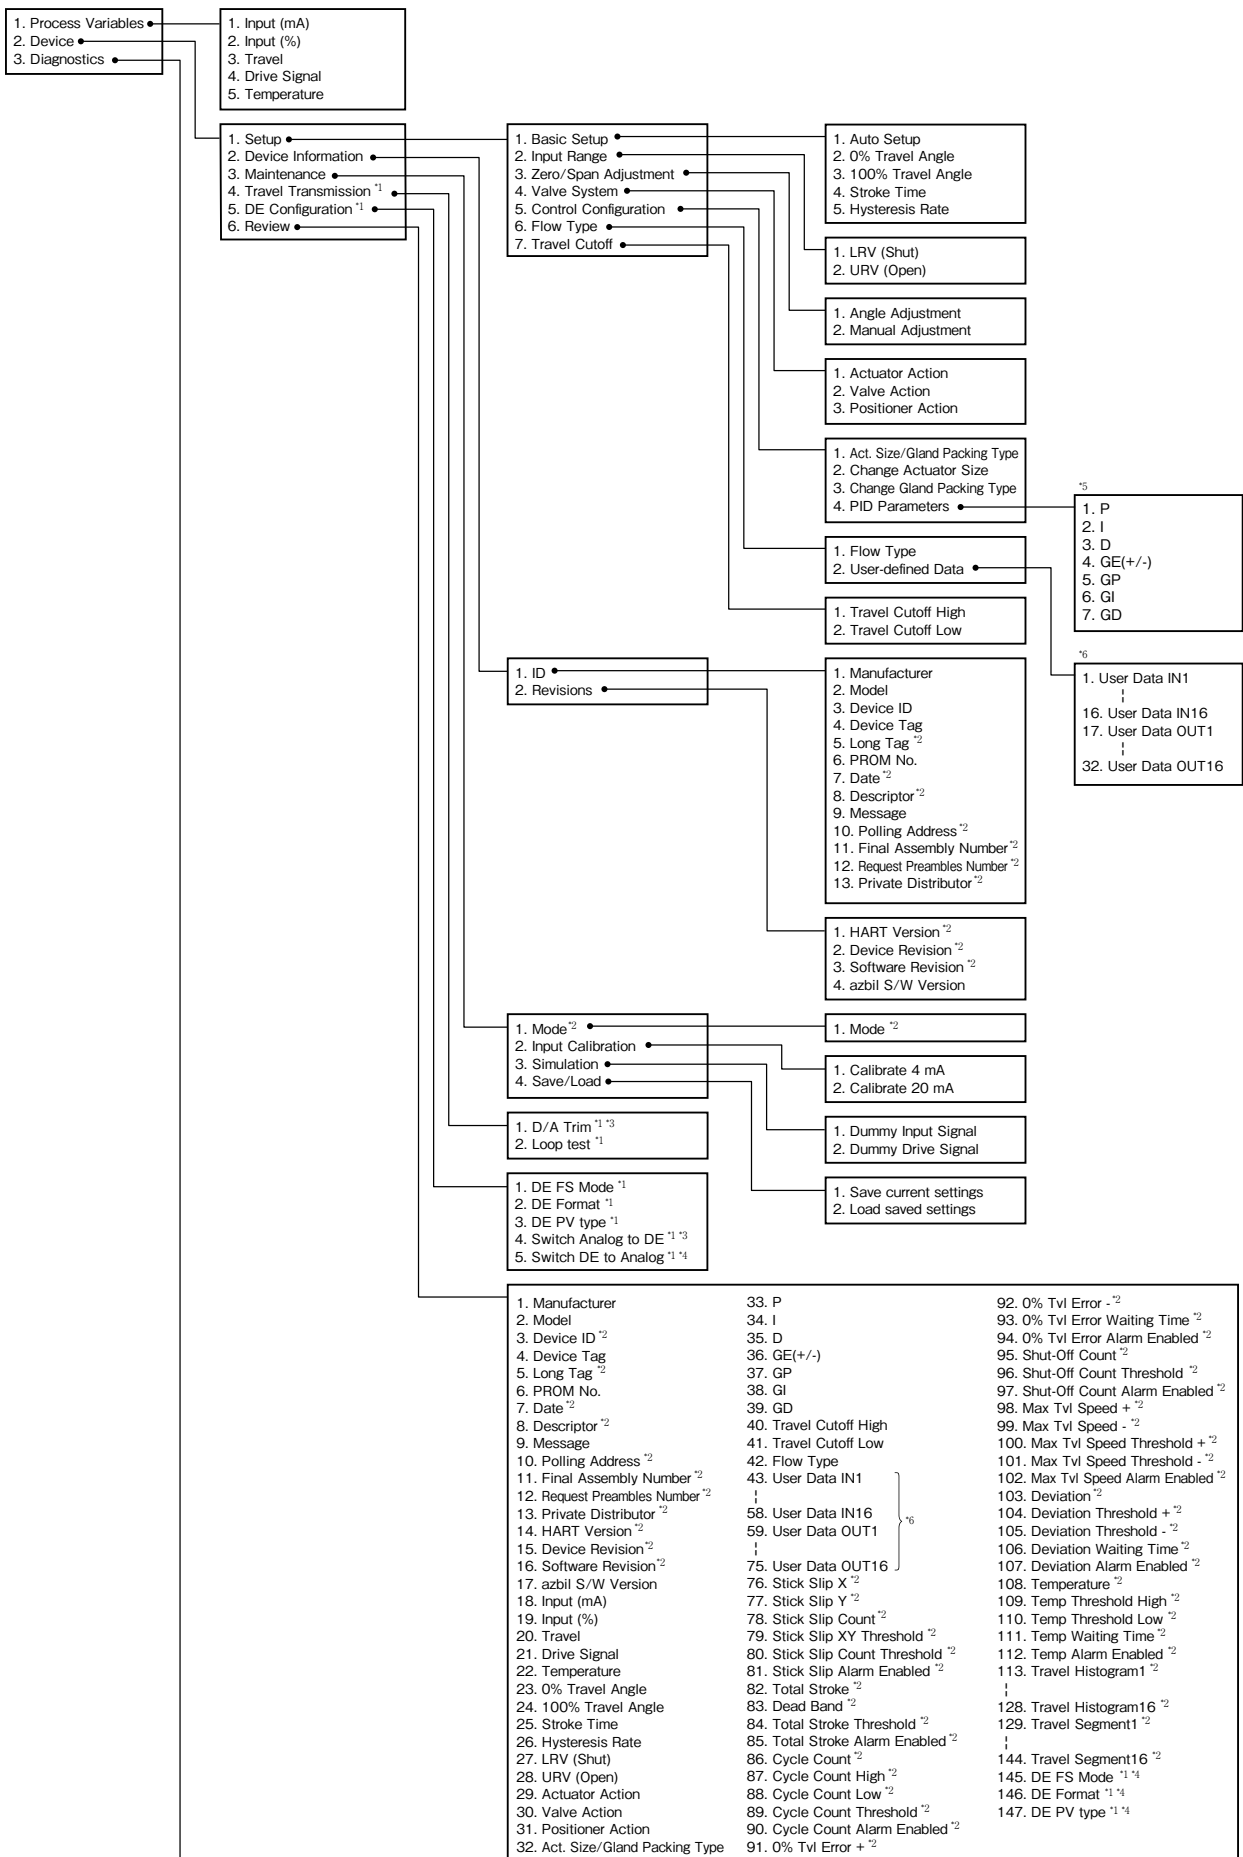 1. Process Variables
2. Device
3. Diagnostics
1. Input (mA)
2. Input (%)
3. Travel
4. Drive Signal
5. Temperature
1. Setup
2. Device Information
3. Maintenance
4. Travel Transmission *1
5. DE Configuration *1
6. Review
1. Basic Setup
2. Input Range
3. Zero/Span Adjustment
4. Valve System
5. Control Configuration
6. Flow Type
7. Travel Cutoff
1. Auto Setup
2. 0% Travel Angle
3. 100% Travel Angle
4. Stroke Time
5. Hysteresis Rate
1. LRV (Shut)
2. URV (Open)
1. Angle Adjustment
2. Manual Adjustment
1. Actuator Action
2. Valve Action
3. Positioner Action
1. Act. Size/Gland Packing Type
2. Change Actuator Size
3. Change Gland Packing Type
4. PID Parameters
*5
1. P
2. I
3. D
4. GE(+/-)
5. GP
6. GI
7. GD
1. Flow Type
2. User-defined Data
1. Travel Cutoff High
2. Travel Cutoff Low
*6
1. User Data IN1
16. User Data IN16
17. User Data OUT1
32. User Data OUT16
1. ID
2. Revisions
1. Manufacturer
2. Model
3. Device ID
4. Device Tag
5. Long Tag *2
6. PROM No.
7. Date *2
8. Descriptor *2
9. Message
10. Polling Address *2
11. Final Assembly Number *2
12. Request Preambles Number *2
13. Private Distributor *2
1. HART Version *2
2. Device Revision *2
3. Software Revision *2
4. azbil S/W Version
1. Mode *2
2. Input Calibration
3. Simulation
4. Save/Load
1. Mode *2
1. Calibrate 4 mA
2. Calibrate 20 mA
1. Dummy Input Signal
2. Dummy Drive Signal
1. Save current settings
2. Load saved settings
1. D/A Trim *1 *3
2. Loop test *1
1. DE FS Mode *1
2. DE Format *1
3. DE PV type *1
4. Switch Analog to DE *1 *3
5. Switch DE to Analog *1 *4
1. Manufacturer
2. Model
3. Device ID *2
4. Device Tag
5. Long Tag *2
6. PROM No.
7. Date *2
8. Descriptor *2
9. Message
10. Polling Address *2
11. Final Assembly Number *2
12. Request Preambles Number *2
13. Private Distributor *2
14. HART Version *2
15. Device Revision *2
16. Software Revision *2
17. azbil S/W Version
18. Input (mA)
19. Input (%)
20. Travel
21. Drive Signal
22. Temperature
23. 0% Travel Angle
24. 100% Travel Angle
25. Stroke Time
26. Hysteresis Rate
27. LRV (Shut)
28. URV (Open)
29. Actuator Action
30. Valve Action
31. Positioner Action
32. Act. Size/Gland Packing Type
33. P
34. I
35. D
36. GE(+/-)
37. GP
38. GI
39. GD
40. Travel Cutoff High
41. Travel Cutoff Low
42. Flow Type
43. User Data IN1
58. User Data IN16
59. User Data OUT1
75. User Data OUT16
*6
76. Stick Slip X *2
77. Stick Slip Y *2
78. Stick Slip Count *2
79. Stick Slip XY Threshold *2
80. Stick Slip Count Threshold *2
81. Stick Slip Alarm Enabled *2
82. Total Stroke *2
83. Dead Band *2
84. Total Stroke Threshold *2
85. Total Stroke Alarm Enabled *2
86. Cycle Count *2
87. Cycle Count High *2
88. Cycle Count Low *2
89. Cycle Count Threshold *2
90. Cycle Count Alarm Enabled *2
91. 0% Tvl Error + *2
92. 0% Tvl Error - *2
93. 0% Tvl Error Waiting Time *2
94. 0% Tvl Error Alarm Enabled *2
95. Shut-Off Count *2
96. Shut-Off Count Threshold *2
97. Shut-Off Count Alarm Enabled *2
98. Max Tvl Speed + *2
99. Max Tvl Speed - *2
100. Max Tvl Speed Threshold + *2
101. Max Tvl Speed Threshold - *2
102. Max Tvl Speed Alarm Enabled *2
103. Deviation *2
104. Deviation Threshold + *2
105. Deviation Threshold - *2
106. Deviation Waiting Time *2
107. Deviation Alarm Enabled *2
108. Temperature *2
109. Temp Threshold High *2
110. Temp Threshold Low *2
111. Temp Waiting Time *2
112. Temp Alarm Enabled *2
113. Travel Histogram1 *2
128. Travel Histogram16 *2
129. Travel Segment1 *2
144. Travel Segment16 *2
145. DE FS Mode *1 *4
146. DE Format *1 *4
147. DE PV type *1 *4